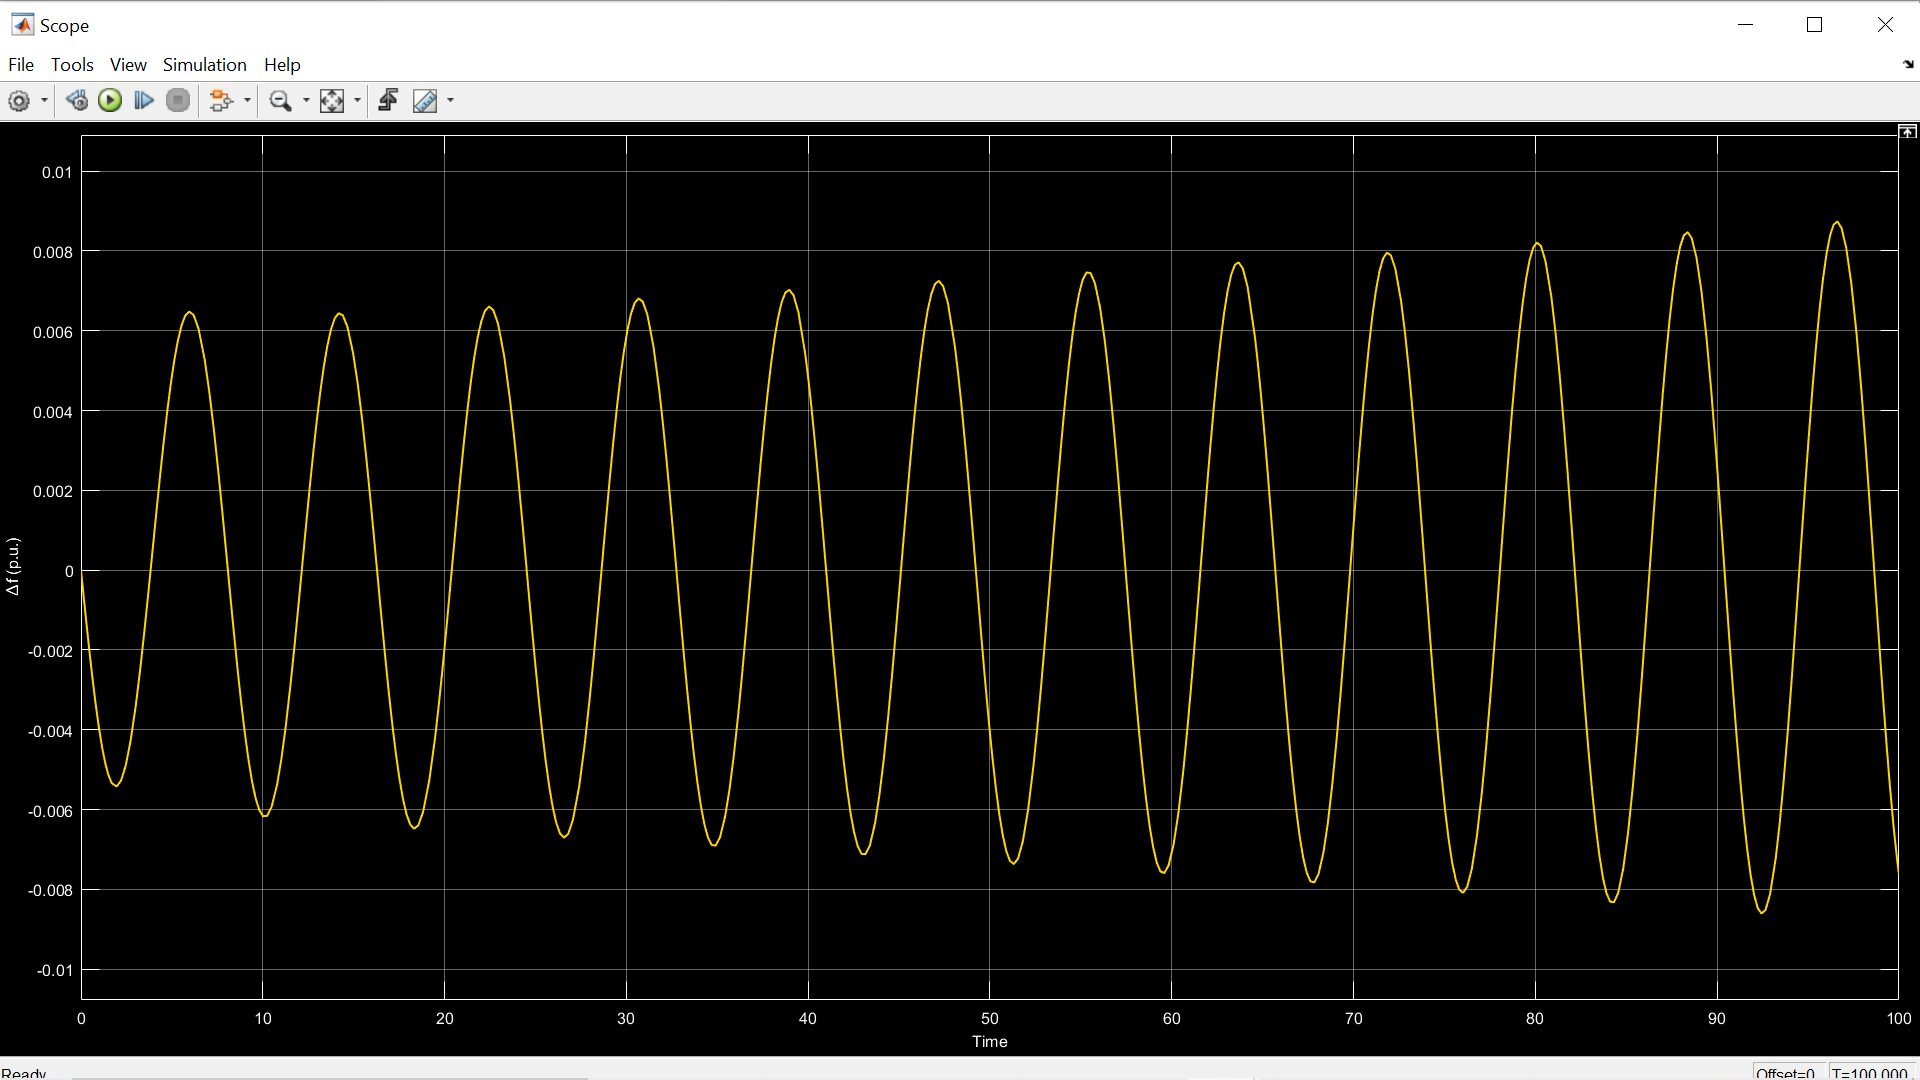 Scope
File Tools View Simulation Help
0.01
0.008
0.006
0.004
0.002
0
-0.002
-0.004
-0.006
-0.008
-0.01
Δf (p.u.)
0 10 20 30 40 50 60 70 80 90 100
Time
Ready
Offset=0 T=100.000